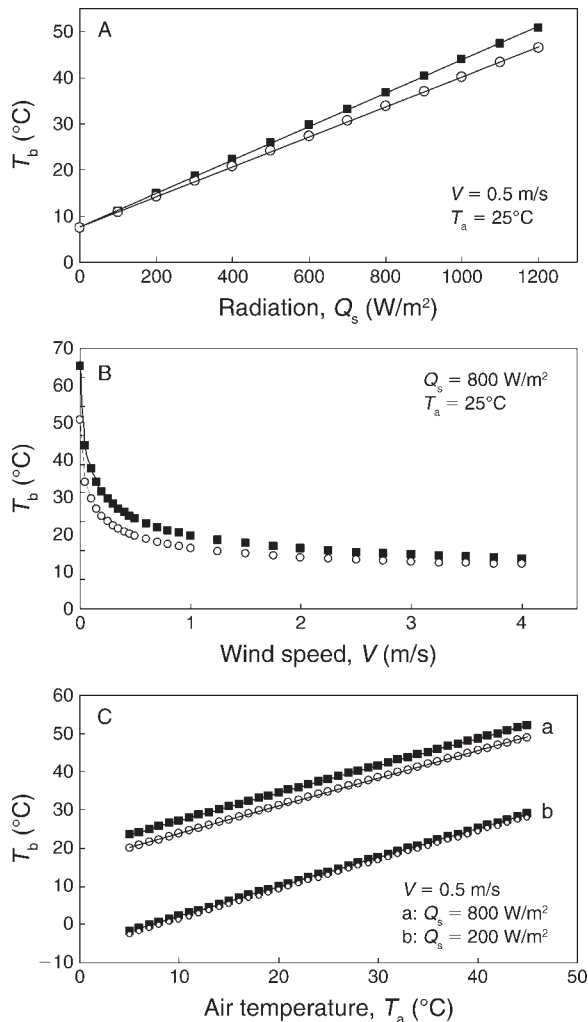 A
50
40
30
20
10
0
T_b (°C)
V = 0.5 m/s
T_a = 25°C
0 200 400 600 800 1000 1200
Radiation, Q_s (W/m²)
B
70
60
50
40
30
20
10
0
T_b (°C)
Q_s = 800 W/m²
T_a = 25°C
0 1 2 3 4
Wind speed, V (m/s)
C
60
50
40
30
20
10
0
−10
T_b (°C)
a
b
V = 0.5 m/s
a: Q_s = 800 W/m²
b: Q_s = 200 W/m²
0 10 20 30 40 50
Air temperature, T_a (°C)